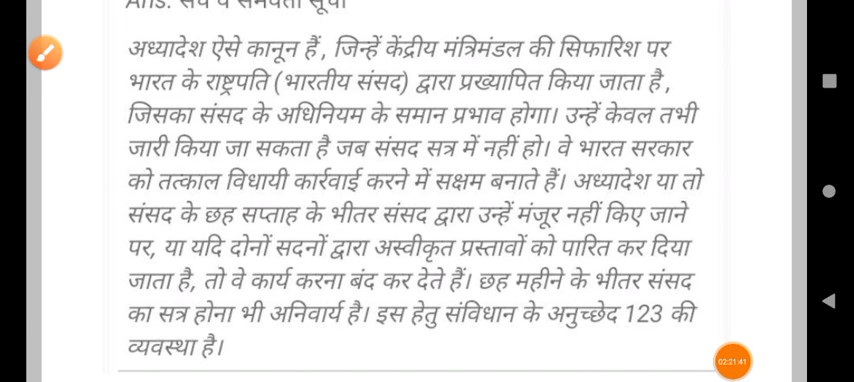 Ans. संघ व समवर्ती सूची
अध्यादेश ऐसे कानून हैं, जिन्हें केंद्रीय मंत्रिमंडल की सिफारिश पर
भारत के राष्ट्रपति (भारतीय संसद) द्वारा प्रख्यापित किया जाता है,
जिसका संसद के अधिनियम के समान प्रभाव होगा। उन्हें केवल तभी
जारी किया जा सकता है जब संसद सत्र में नहीं हो। वे भारत सरकार
को तत्काल विधायी कार्रवाई करने में सक्षम बनाते हैं। अध्यादेश या तो
संसद के छह सप्ताह के भीतर संसद द्वारा उन्हें मंजूर नहीं किए जाने
पर, या यदि दोनों सदनों द्वारा अस्वीकृत प्रस्तावों को पारित कर दिया
जाता है, तो वे कार्य करना बंद कर देते हैं। छह महीने के भीतर संसद
का सत्र होना भी अनिवार्य है। इस हेतु संविधान के अनुच्छेद 123 की
व्यवस्था है।
02:21:41